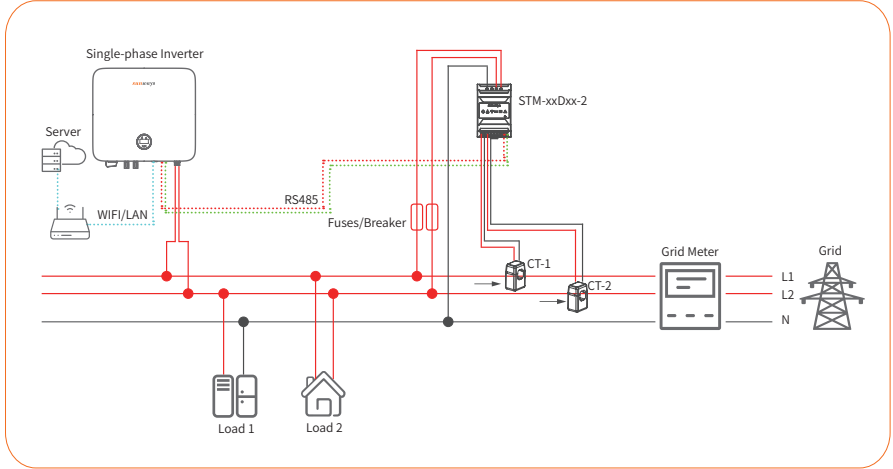 Single-phase Inverter
STM-xxDxx-2
Server
RS485
WIFI/LAN
Fuses/Breaker
Grid Meter
Grid
CT-1
L1
CT-2
L2
N
Load 1
Load 2